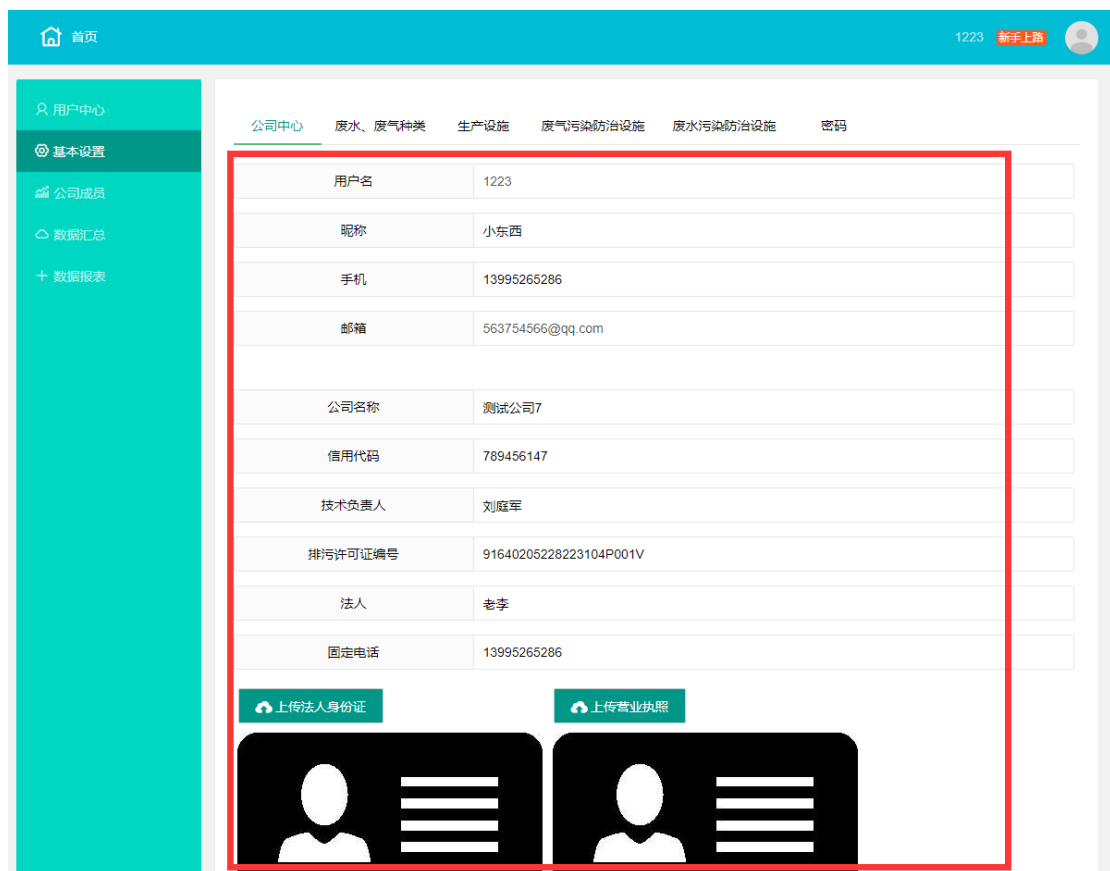 首页
1223 新手上路
用户中心
基本设置
公司成员
数据汇总
数据报表
公司中心 废水、废气种类 生产设施 废气污染防治设施 废水污染防治设施 密码
用户名 1223
昵称 小东西
手机 13995265286
邮箱 563754566@qq.com
公司名称 测试公司7
信用代码 789456147
技术负责人 刘庭军
排污许可证编号 91640205228223104P001V
法人 老李
固定电话 13995265286
上传法人身份证 上传营业执照